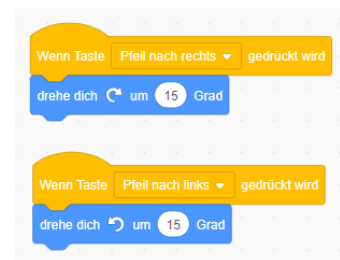 Wenn Taste Pfeil nach rechts gedrückt wird
drehe dich um 15 Grad
Wenn Taste Pfeil nach links gedrückt wird
drehe dich um 15 Grad